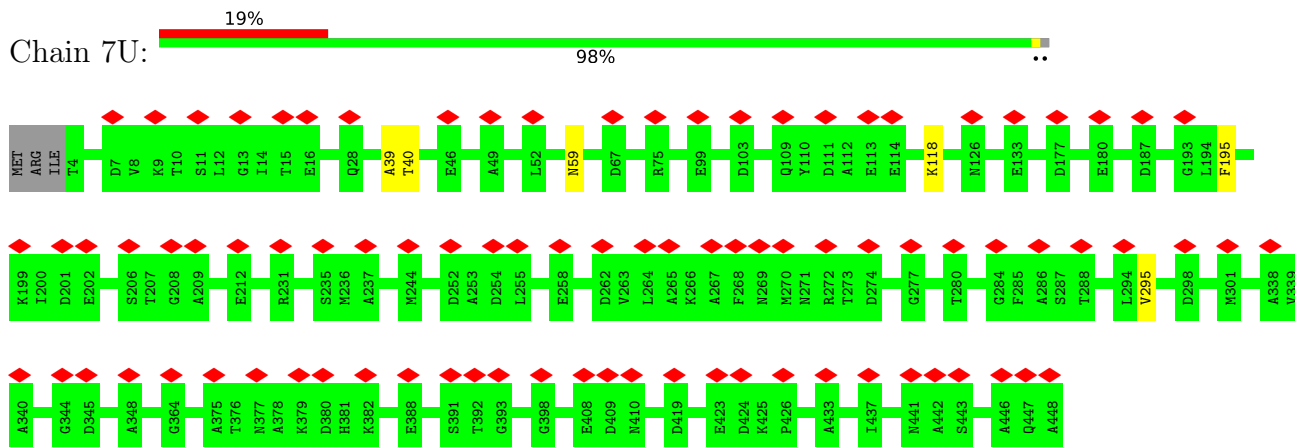 19%
Chain 7U:
98%
••
MET ARG ILE T4 D7 V8 K9 T10 S11 L12 G13 I14 T15 E16 Q28 A39 T40 E46 A49 L52 N59 D67 R75 E99 D103 Q109 Y110 D111 A112 E113 E114 K118 N126 E133 D177 E180 D187 G193 L194 F195
K199 I200 D201 E202 S206 T207 G208 A209 E212 R231 S235 M236 A237 M244 D252 A253 D254 L255 E258 D262 V263 L264 A265 K266 A267 F268 N269 M270 N271 R272 T273 D274 G277 T280 G284 F285 A286 S287 T288 L294 V295 D298 M301 A338 V339
A340 G344 D345 A348 G364 A375 T376 N377 A378 K379 D380 H381 K382 E388 S391 T392 G393 G398 E408 D409 N410 D419 E423 D424 K425 P426 A433 I437 N441 A442 S443 A446 Q447 A448